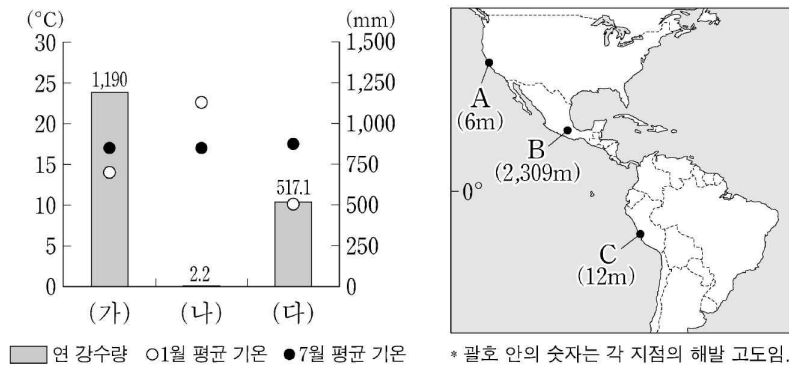 (℃) (mm)
30 1,500
25 1,250
20 1,000
15 750
10 500
5 250
0 0
1,190
2.2
517.1
(가) (나) (다)
연 강수량 ○1월 평균 기온 ●7월 평균 기온
A
(6m)
B
(2,309m)
0°
C
(12m)
* 괄호 안의 숫자는 각 지점의 해발 고도임.